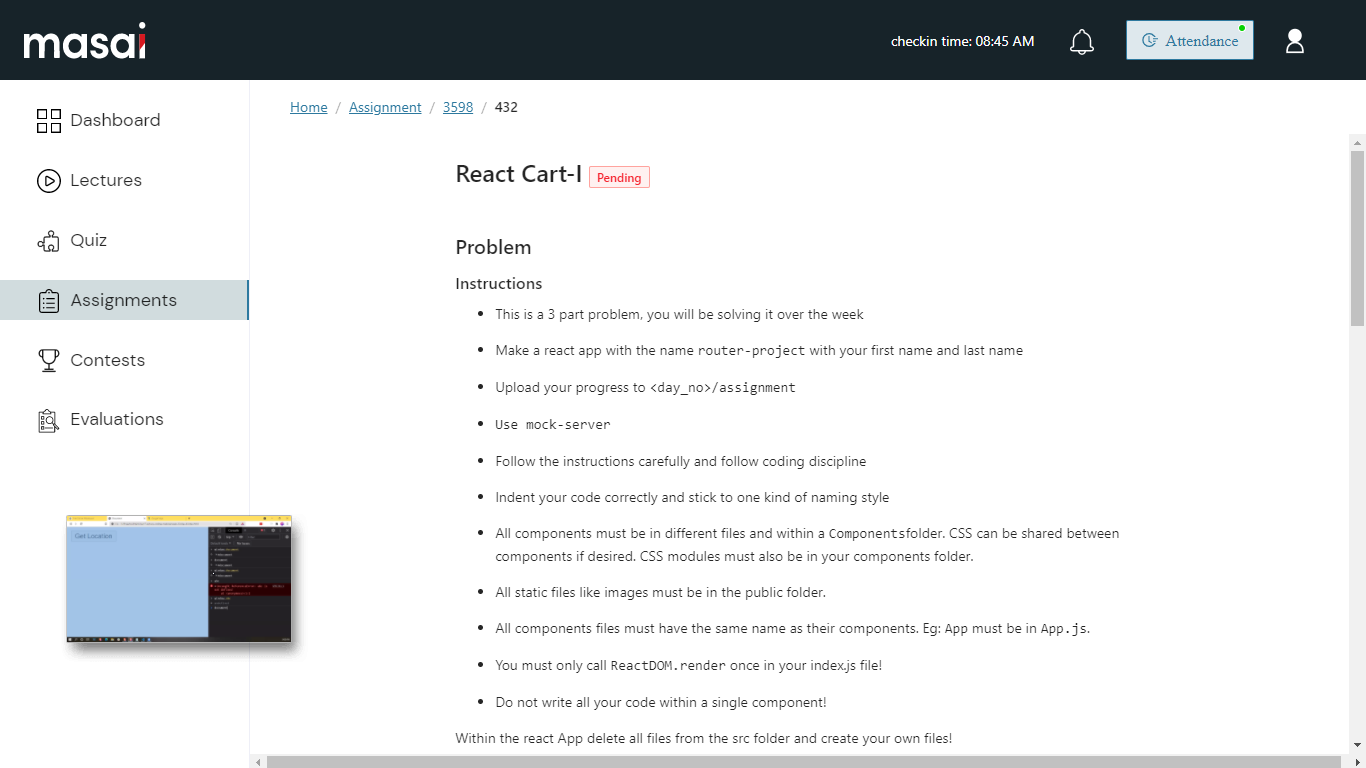 masai
checkin time: 08:45 AM
Attendance
Dashboard
Lectures
Quiz
Assignments
Contests
Evaluations
Home / Assignment / 3598 / 432
React Cart-I Pending
Problem
Instructions
This is a 3 part problem, you will be solving it over the week
Make a react app with the name router-project with your first name and last name
Upload your progress to <day_no>/assignment
Use mock-server
Follow the instructions carefully and follow coding discipline
Indent your code correctly and stick to one kind of naming style
All components must be in different files and within a Componentsfolder. CSS can be shared between
components if desired. CSS modules must also be in your components folder.
All static files like images must be in the public folder.
All components files must have the same name as their components. Eg: App must be in App.js.
You must only call ReactDOM.render once in your index.js file!
Do not write all your code within a single component!
Within the react App delete all files from the src folder and create your own files!
Get Location